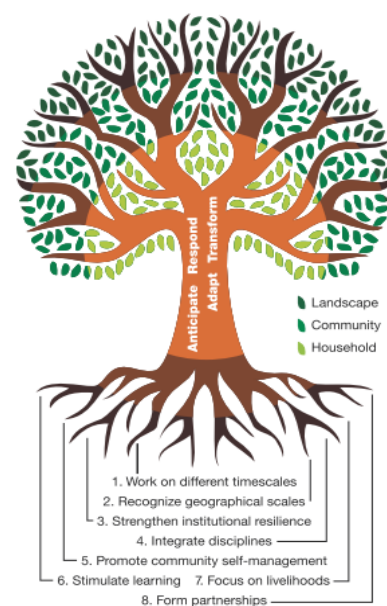 Anticipate Respond
Adapt Transform
Landscape
Community
Household
1. Work on different timescales
2. Recognize geographical scales
3. Strengthen institutional resilience
4. Integrate disciplines
5. Promote community self-management
6. Stimulate learning 7. Focus on livelihoods
8. Form partnerships